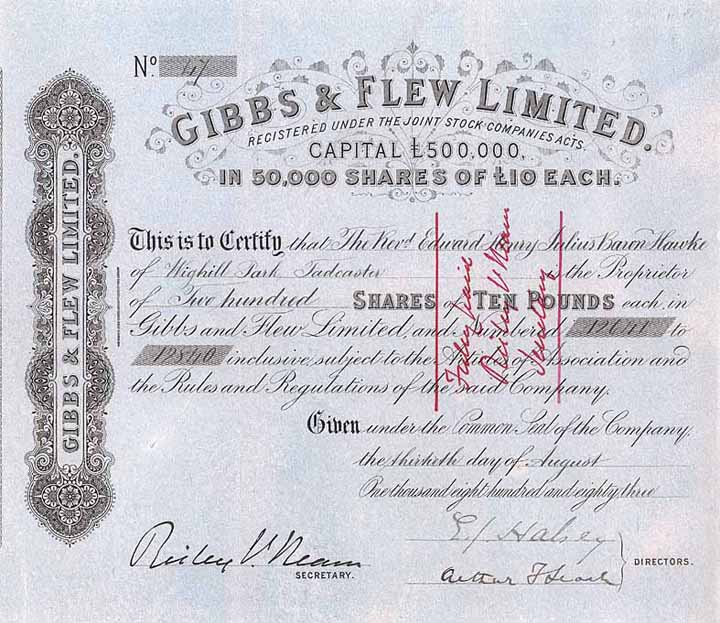 GIBBS & FLEW LIMITED.
No. 47
GIBBS & FLEW LIMITED.
REGISTERED UNDER THE JOINT STOCK COMPANIES ACTS.
CAPITAL £500,000,
IN 50,000 SHARES OF £10 EACH.
This is to Certify that The Revd Edward Henry Julius Baron Hawke
of Wighill Park Tadcaster is the Proprietor
of Two hundred SHARES of TEN POUNDS each, in
Gibbs and Flew Limited, and Numbered 12641 to
12840 inclusive, subject to the Articles of Association and
the Rules and Regulations of the said Company.
Given under the Common Seal of the Company,
the thirtieth day of August
One thousand eight hundred and eighty three
E J Halsey
Arthur
DIRECTORS.
SECRETARY.